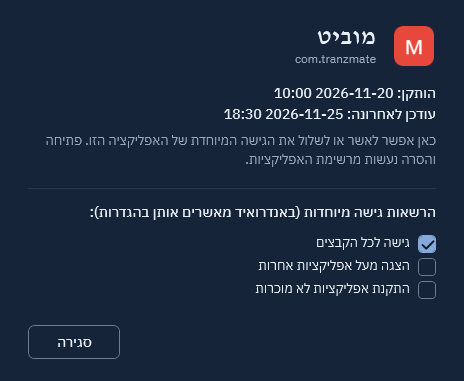 מוביט
M
com.tranzmate
הותקן: 2026-11-20 10:00
עודכן לאחרונה: 2026-11-25 18:30
כאן אפשר לאשר או לשלול את הגישה המיוחדת של האפליקציה הזו. פתיחה
והסרה נעשות מרשימת האפליקציות.
הרשאות גישה מיוחדות (באנדרואיד מאשרים אותן בהגדרות):
גישה לכל הקבצים
הצגה מעל אפליקציות אחרות
התקנת אפליקציות לא מוכרות
סגירה